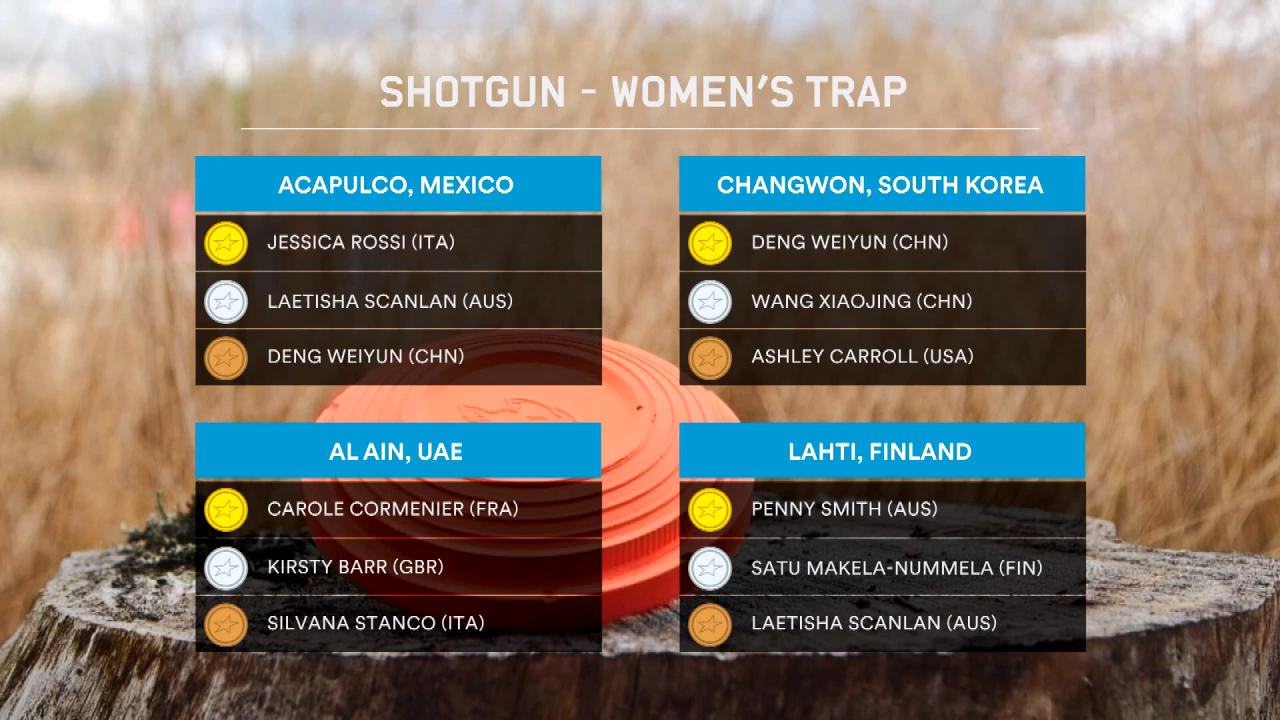 SHOTGUN - WOMEN'S TRAP
ACAPULCO, MEXICO
JESSICA ROSSI (ITA)
LAETISHA SCANLAN (AUS)
DENG WEIYUN (CHN)
CHANGWON, SOUTH KOREA
DENG WEIYUN (CHN)
WANG XIAOJING (CHN)
ASHLEY CARROLL (USA)
AL AIN, UAE
CAROLE CORMENIER (FRA)
KIRSTY BARR (GBR)
SILVANA STANCO (ITA)
LAHTI, FINLAND
PENNY SMITH (AUS)
SATU MAKELA-NUMMELA (FIN)
LAETISHA SCANLAN (AUS)